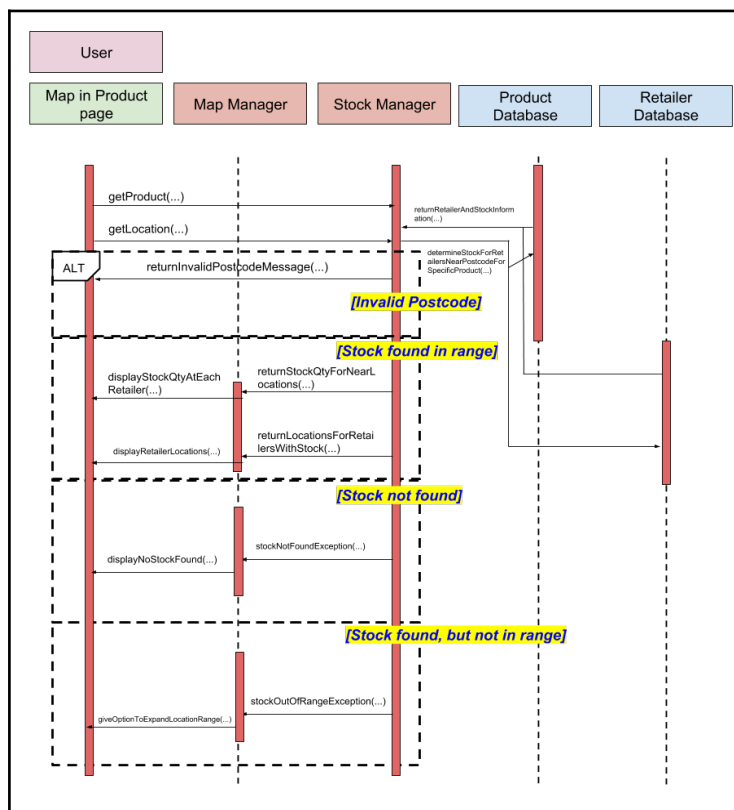 User
Map in Product
page
Map Manager
Stock Manager
Product
Database
Retailer
Database
getProduct(...)
returnRetailerAndStockInform
ation(...)
getLocation(...)
determineStockForRet
ailersNearPostcodeFor
SpecificProduct(...)
ALT
returnInvalidPostcodeMessage(...)
[Invalid Postcode]
[Stock found in range]
displayStockQtyAtEach
Retailer(...)
returnStockQtyForNearL
ocations(...)
returnLocationsForRetai
lersWithStock(...)
displayRetailerLocations(...)
[Stock not found]
stockNotFoundException(...)
displayNoStockFound(...)
[Stock found, but not in range]
stockOutOfRangeException(...)
giveOptionToExpandLocationRange(...)